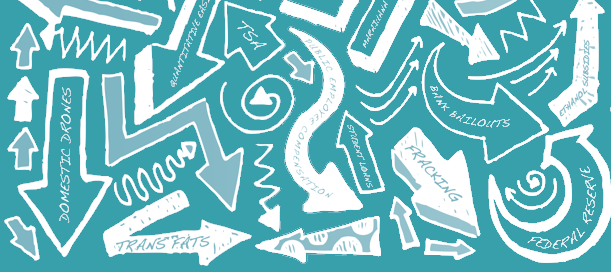 QUANTITATIVE EASI
TSA
MARIJUANA
PUBLIC EMPLOYEE COMPENSATION
ETHANOL SUBSIDIES
BANK BAILOUTS
DOMESTIC DRONES
STUDENT LOANS
FRACKING
TRANS FATS
FEDERAL RESERVE